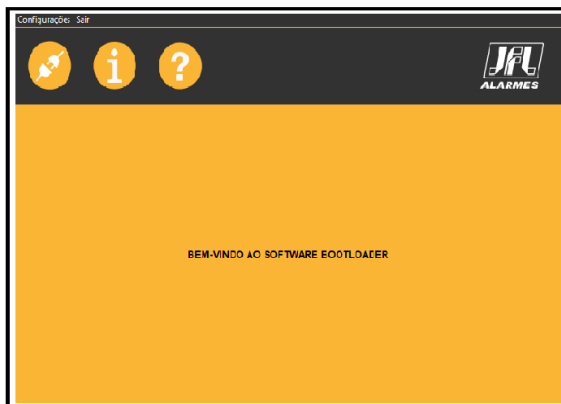 Configurações Sair
i
?
JFL
ALARMES
BEM-VINDO AO SOFTWARE BOOTLOADER